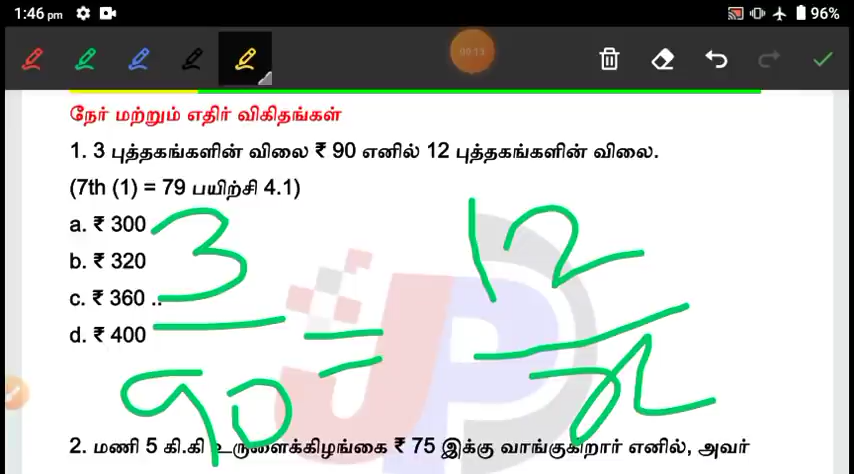 1:46 pm 96%
00:13
நேர் மற்றும் எதிர் விகிதங்கள்
1. 3 புத்தகங்களின் விலை ₹ 90 எனில் 12 புத்தகங்களின் விலை.
(7th (1) = 79 பயிற்சி 4.1)
a. ₹ 300
b. ₹ 320
c. ₹ 360 ..
d. ₹ 400
3/90 = 12/x
JP
2. மணி 5 கி.கி உருளைக்கிழங்கை ₹ 75 இக்கு வாங்குகிறார் எனில், அவர்